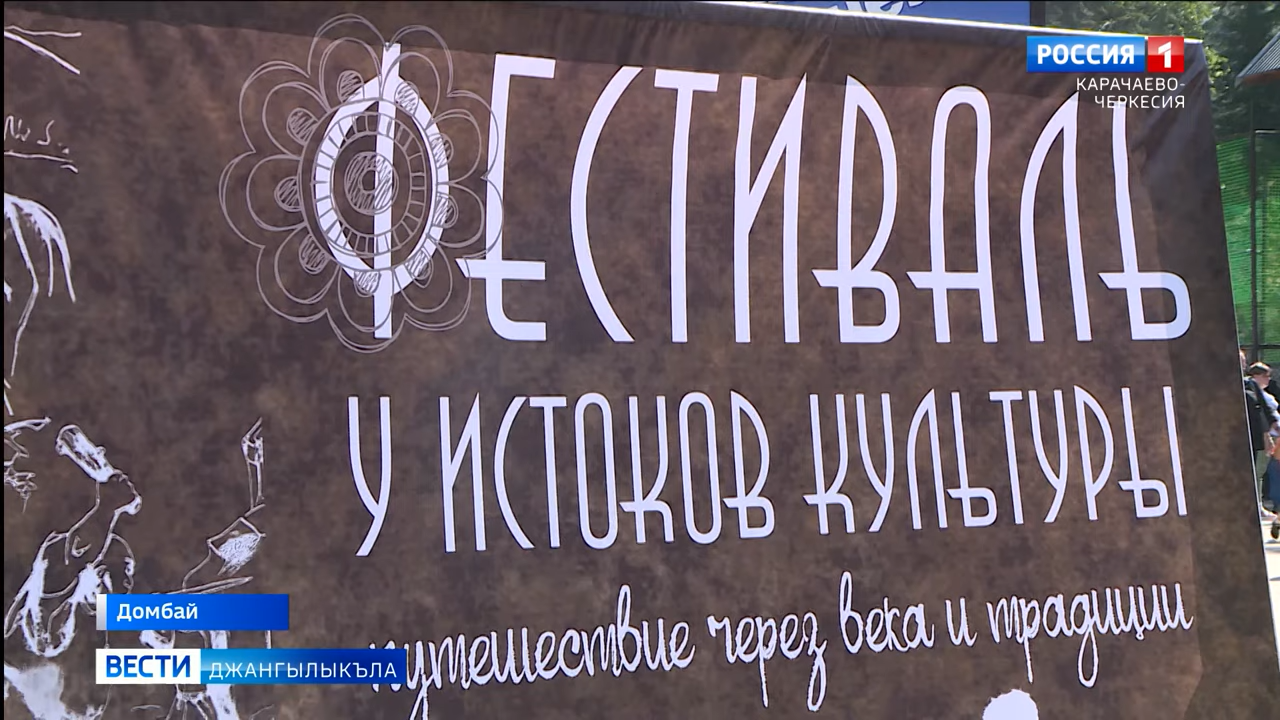 РОССИЯ 1
КАРАЧАЕВО-
ЧЕРКЕСИЯ
ФЕСТИВАЛЬ
У ИСТОКОВ КУЛЬТУРЫ
путешествие через века и традиции
Домбай
ВЕСТИ ДЖАНГЫЛЫКЪЛА